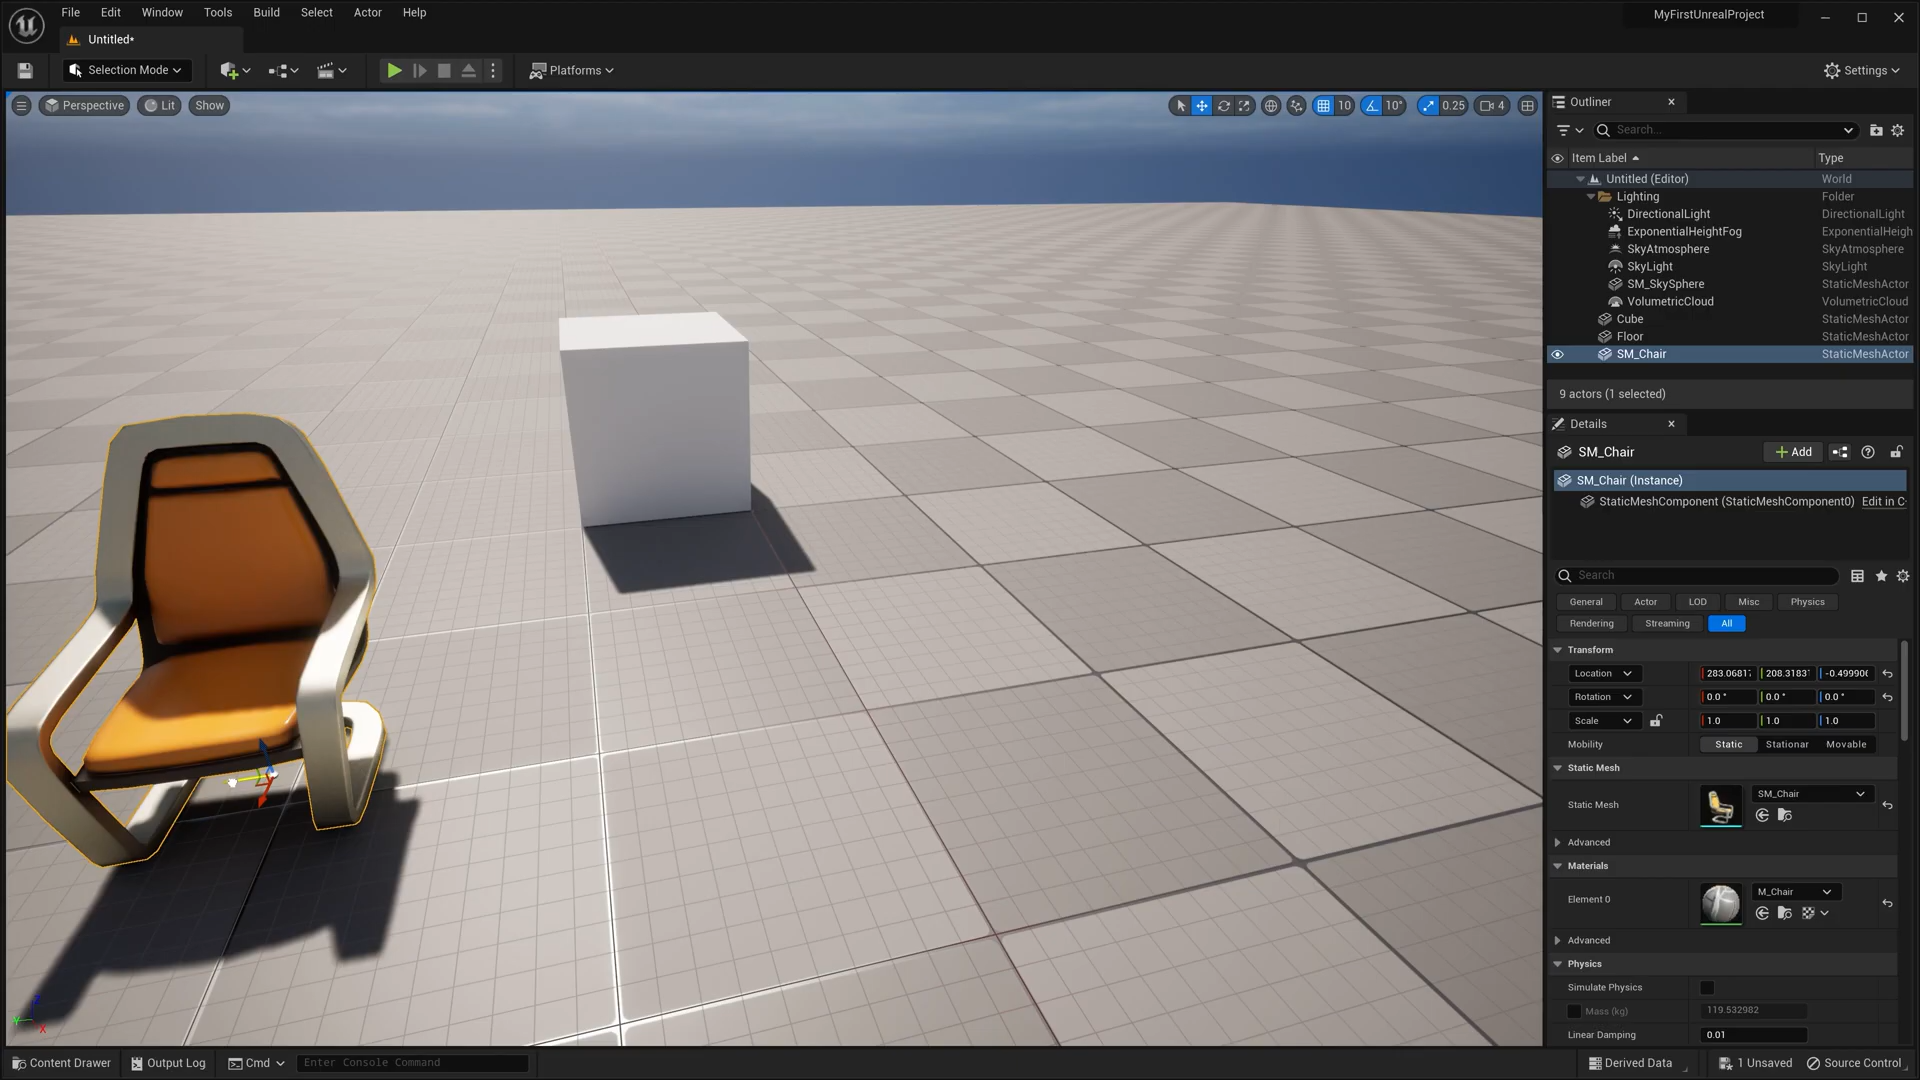 File Edit Window Tools Build Select Actor Help
MyFirstUnrealProject
Untitled*
Selection Mode
Platforms
Settings
Perspective Lit Show
10 10° 0.25 4
Outliner
Search...
Item Label Type
Untitled (Editor) World
Lighting Folder
DirectionalLight DirectionalLight
ExponentialHeightFog ExponentialHeigh
SkyAtmosphere SkyAtmosphere
SkyLight SkyLight
SM_SkySphere StaticMeshActor
VolumetricCloud VolumetricCloud
Cube StaticMeshActor
Floor StaticMeshActor
SM_Chair StaticMeshActor
9 actors (1 selected)
Details
SM_Chair Add
SM_Chair (Instance)
StaticMeshComponent (StaticMeshComponent0) Edit in C
Search
General Actor LOD Misc Physics
Rendering Streaming All
Transform
Location 283.0681 208.3183 -0.49990
Rotation 0.0° 0.0° 0.0°
Scale 1.0 1.0 1.0
Mobility Static Stationar Movable
Static Mesh
Static Mesh SM_Chair
Advanced
Materials
Element 0 M_Chair
Advanced
Physics
Simulate Physics
Mass (kg) 119.532982
Linear Damping 0.01
Z
Y
X
Content Drawer Output Log Cmd Enter Console Command
Derived Data 1 Unsaved Source Control